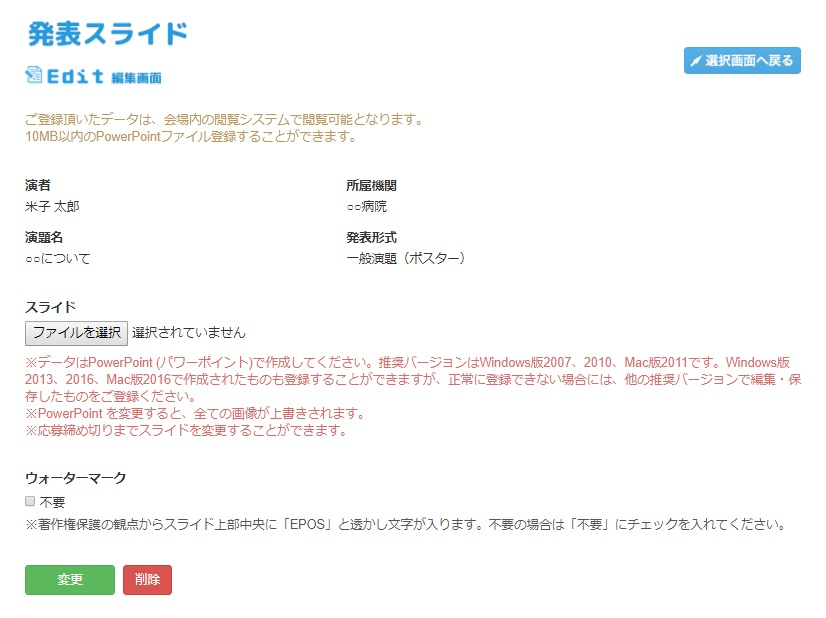 発表スライド
Edit 編集画面
選択画面へ戻る
ご登録頂いたデータは、会場内の閲覧システムで閲覧可能となります。
10MB以内のPowerPointファイル登録することができます。
演者
所属機関
米子 太郎
○○病院
演題名
発表形式
○○について
一般演題（ポスター）
スライド
ファイルを選択 選択されていません
※データはPowerPoint (パワーポイント)で作成してください。推奨バージョンはWindows版2007、2010、Mac版2011です。Windows版
2013、2016、Mac版2016で作成されたものも登録することができますが、正常に登録できない場合には、他の推奨バージョンで編集・保
存したものをご登録ください。
※PowerPoint を変更すると、全ての画像が上書きされます。
※応募締め切りまでスライドを変更することができます。
ウォーターマーク
不要
※著作権保護の観点からスライド上部中央に「EPOS」と透かし文字が入ります。不要の場合は「不要」にチェックを入れてください。
変更
削除